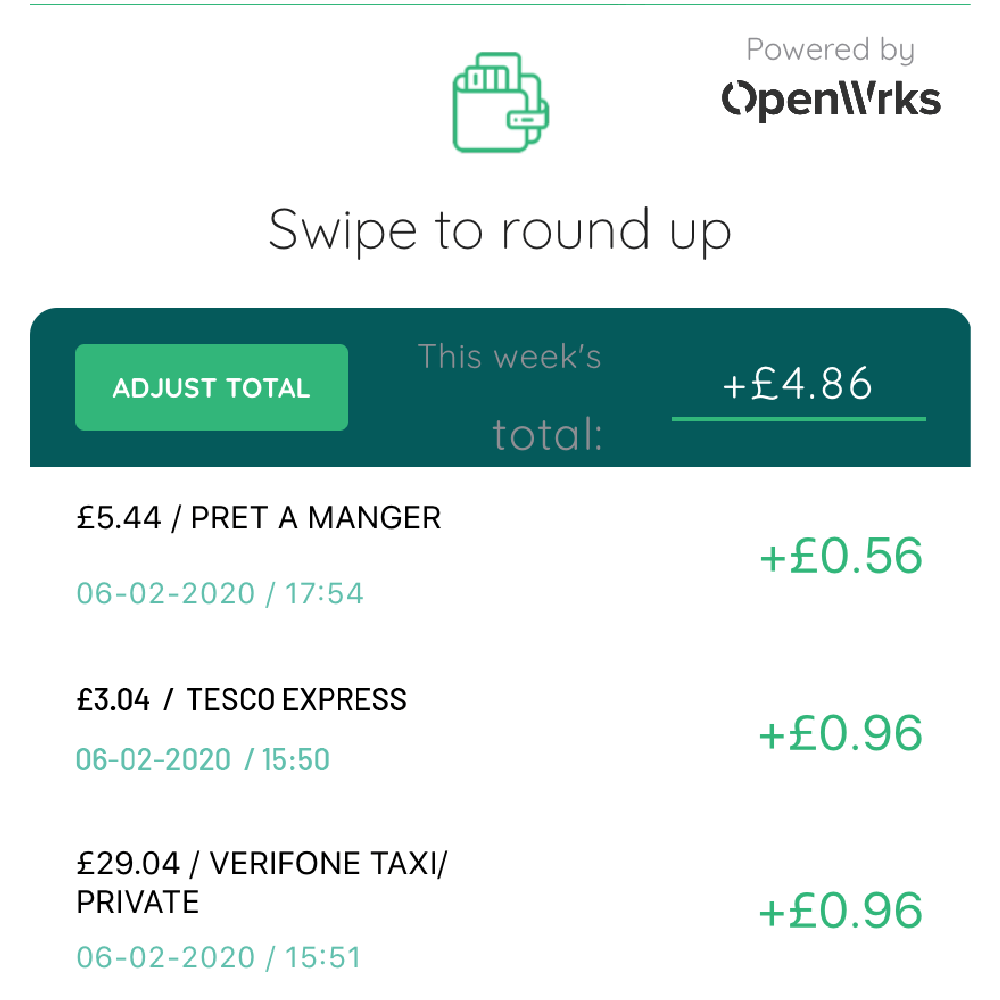 Powered by
OpenWrks
Swipe to round up
ADJUST TOTAL
This week's
total:
+£4.86
£5.44 / PRET A MANGER
+£0.56
06-02-2020 / 17:54
£3.04 / TESCO EXPRESS
+£0.96
06-02-2020 / 15:50
£29.04 / VERIFONE TAXI/
PRIVATE
+£0.96
06-02-2020 / 15:51